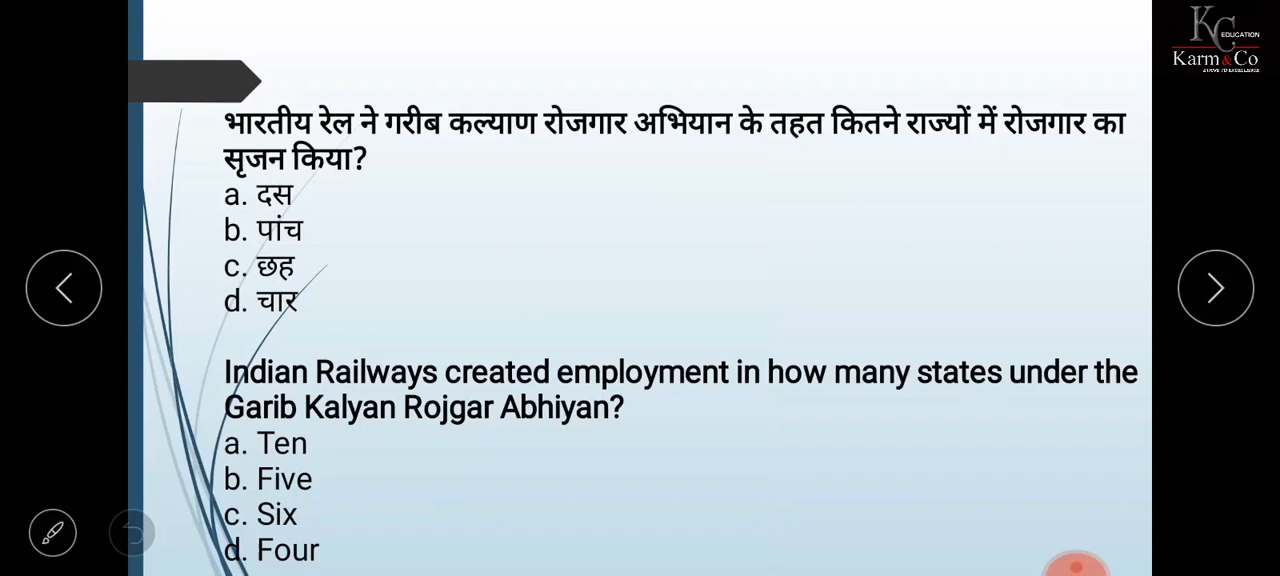 KC EDUCATION
Karm&Co
भारतीय रेल ने गरीब कल्याण रोजगार अभियान के तहत कितने राज्यों में रोजगार का
सृजन किया?
a. दस
b. पांच
c. छह
d. चार
Indian Railways created employment in how many states under the
Garib Kalyan Rojgar Abhiyan?
a. Ten
b. Five
c. Six
d. Four